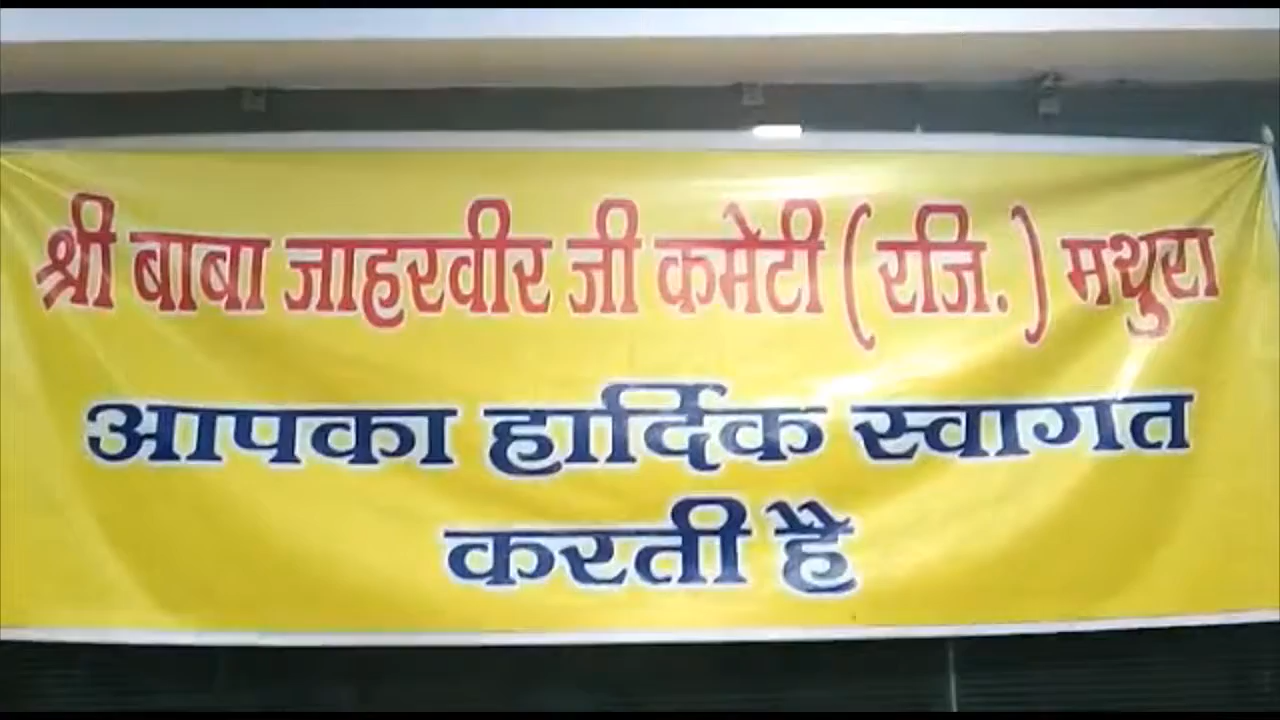 श्री बाबा जाहरवीर जी कमेटी (रजि.) मथुरा
आपका हार्दिक स्वागत
करती है